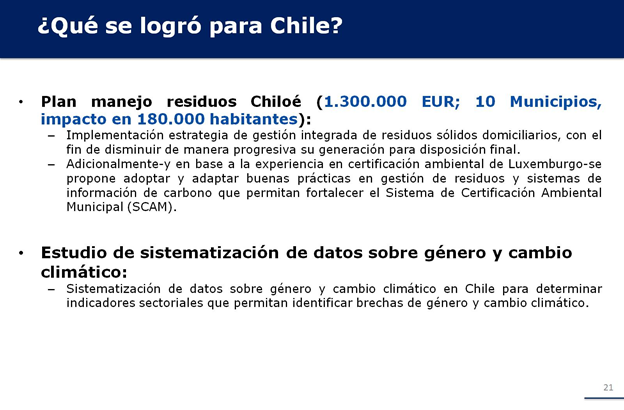 ¿Qué se logró para Chile?
• Plan manejo residuos Chiloé (1.300.000 EUR; 10 Municipios,
impacto en 180.000 habitantes):
– Implementación estrategia de gestión integrada de residuos sólidos domiciliarios, con el
fin de disminuir de manera progresiva su generación para disposición final.
– Adicionalmente-y en base a la experiencia en certificación ambiental de Luxemburgo-se
propone adoptar y adaptar buenas prácticas en gestión de residuos y sistemas de
información de carbono que permitan fortalecer el Sistema de Certificación Ambiental
Municipal (SCAM).
• Estudio de sistematización de datos sobre género y cambio
climático:
– Sistematización de datos sobre género y cambio climático en Chile para determinar
indicadores sectoriales que permitan identificar brechas de género y cambio climático.
21